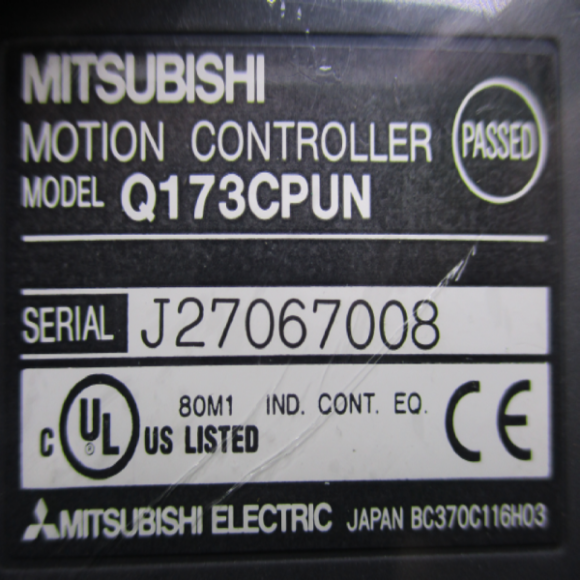 MITSUBISHI
MOTION CONTROLLER PASSED
MODEL Q173CPUN
SERIAL J27067008
80M1 IND. CONT. EQ.
C UL US LISTED CE
MITSUBISHI ELECTRIC JAPAN BC370C116H03